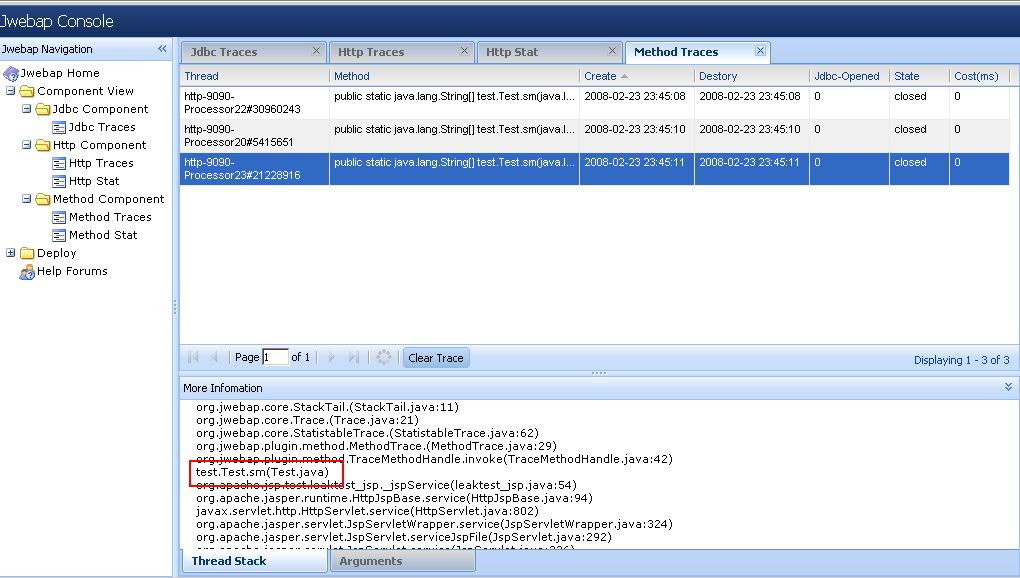 Jwebap Console
Jwebap Navigation
Jwebap Home
Component View
Jdbc Component
Jdbc Traces
Http Component
Http Traces
Http Stat
Method Component
Method Traces
Method Stat
Deploy
Help Forums
Jdbc Traces Http Traces Http Stat Method Traces
Thread Method Create Destory Jdbc-Opened State Cost(ms)
http-9090- public static java.lang.String[] test.Test.sm(java.l... 2008-02-23 23:45:08 2008-02-23 23:45:08 0 closed 0
Processor22#30960243
http-9090- public static java.lang.String[] test.Test.sm(java.l... 2008-02-23 23:45:10 2008-02-23 23:45:10 0 closed 0
Processor20#5415651
http-9090- public static java.lang.String[] test.Test.sm(java.l... 2008-02-23 23:45:11 2008-02-23 23:45:11 0 closed 0
Processor23#21228916
Page 1 of 1 Clear Trace Displaying 1 - 3 of 3
More Infomation
org.jwebap.core.StackTail.(StackTail.java:11)
org.jwebap.core.Trace.(Trace.java:21)
org.jwebap.core.StatistableTrace.(StatistableTrace.java:62)
org.jwebap.plugin.method.MethodTrace.(MethodTrace.java:29)
org.jwebap.plugin.method.TraceMethodHandle.invoke(TraceMethodHandle.java:42)
test.Test.sm(Test.java)
org.apache.jsp.test.leaktest_jsp._jspService(leaktest_jsp.java:54)
org.apache.jasper.runtime.HttpJspBase.service(HttpJspBase.java:94)
javax.servlet.http.HttpServlet.service(HttpServlet.java:802)
org.apache.jasper.servlet.JspServletWrapper.service(JspServletWrapper.java:324)
org.apache.jasper.servlet.JspServlet.serviceJspFile(JspServlet.java:292)
Thread Stack Arguments